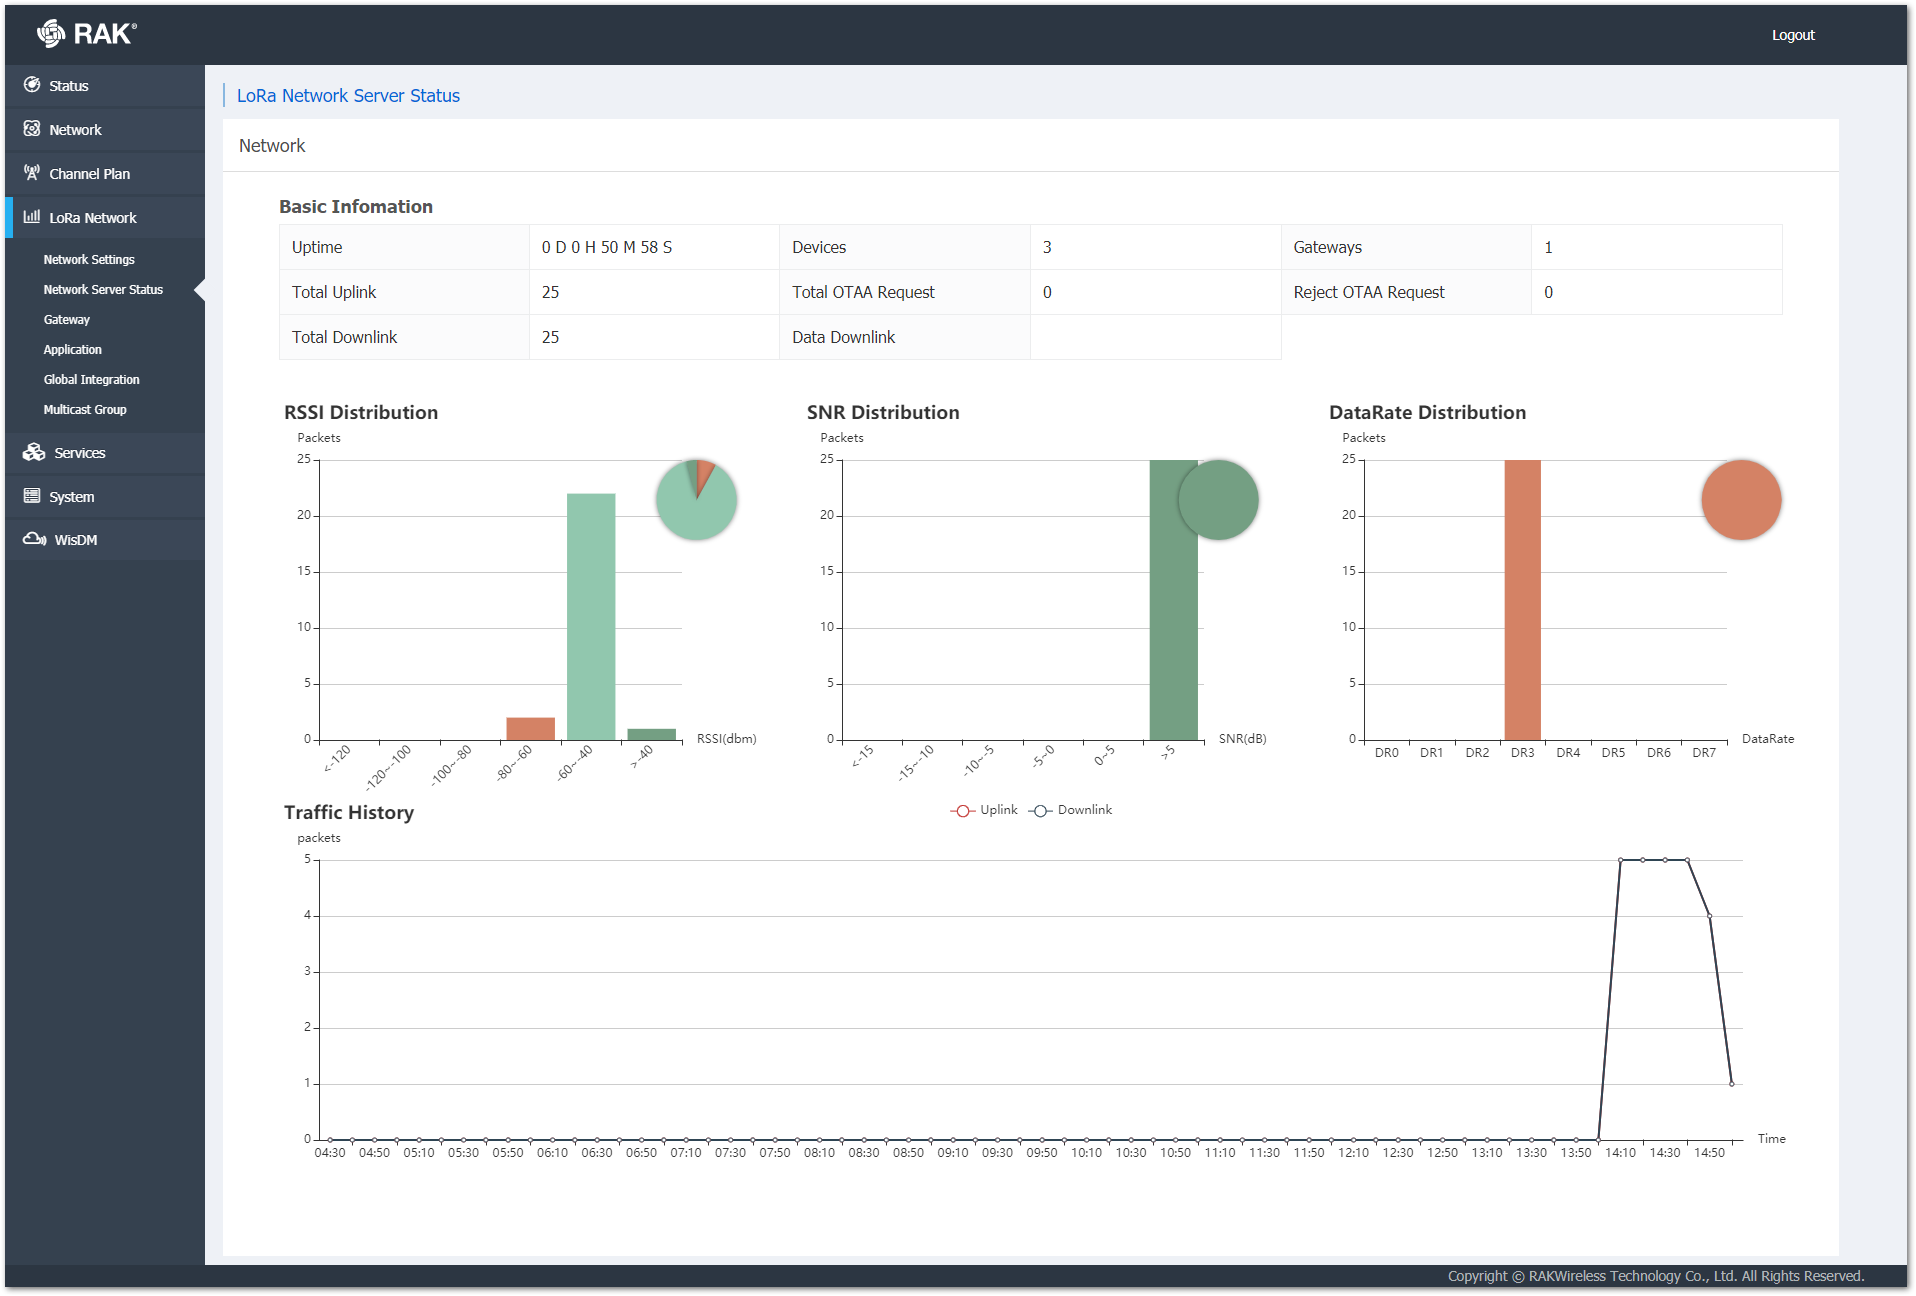 RAK®
Logout
Status
Network
Channel Plan
LoRa Network
Network Settings
Network Server Status
Gateway
Application
Global Integration
Multicast Group
Services
System
WisDM
LoRa Network Server Status
Network
Basic Infomation
Uptime 0 D 0 H 50 M 58 S Devices 3 Gateways 1
Total Uplink 25 Total OTAA Request 0 Reject OTAA Request 0
Total Downlink 25 Data Downlink
RSSI Distribution
Packets
25
20
15
10
5
0
<-120 -120~-100 -100~-80 -80~-60 -60~-40 >-40
RSSI(dbm)
SNR Distribution
Packets
25
20
15
10
5
0
<-15 -15~-10 -10~-5 -5~0 0~5 >5
SNR(dB)
DataRate Distribution
Packets
25
20
15
10
5
0
DR0 DR1 DR2 DR3 DR4 DR5 DR6 DR7
DataRate
Traffic History
Uplink Downlink
packets
5
4
3
2
1
0
04:30 04:50 05:10 05:30 05:50 06:10 06:30 06:50 07:10 07:30 07:50 08:10 08:30 08:50 09:10 09:30 09:50 10:10 10:30 10:50 11:10 11:30 11:50 12:10 12:30 12:50 13:10 13:30 13:50 14:10 14:30 14:50
Time
Copyright © RAKWireless Technology Co., Ltd. All Rights Reserved.